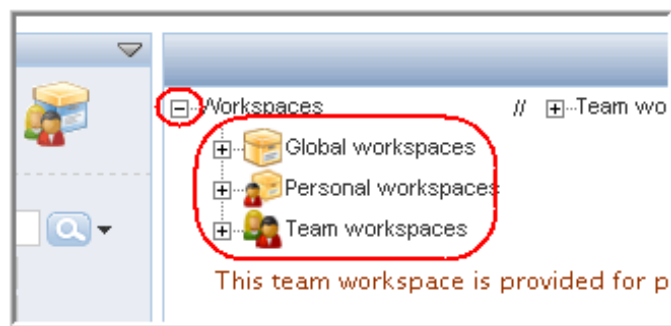 Workspaces // Team wo
Global workspaces
Personal workspaces
Team workspaces
This team workspace is provided for p